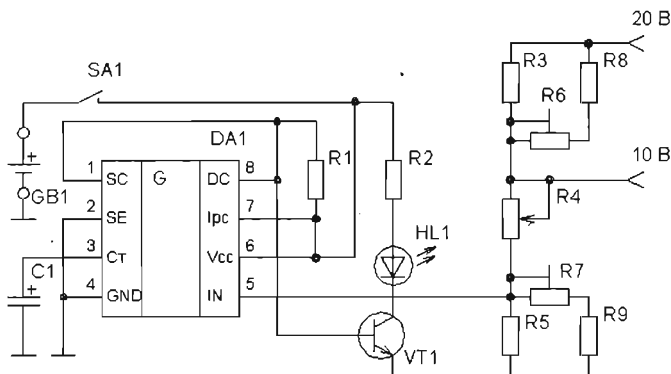 20 В
R3
R8
SA1
R6
DA1
10 В
1
SC
G
DC
8
R1
R2
R4
GB1
2
SE
Ipc
7
HL1
3
Cт
Vcc
6
C1
R7
4
GND
IN
5
R5
R9
VT1